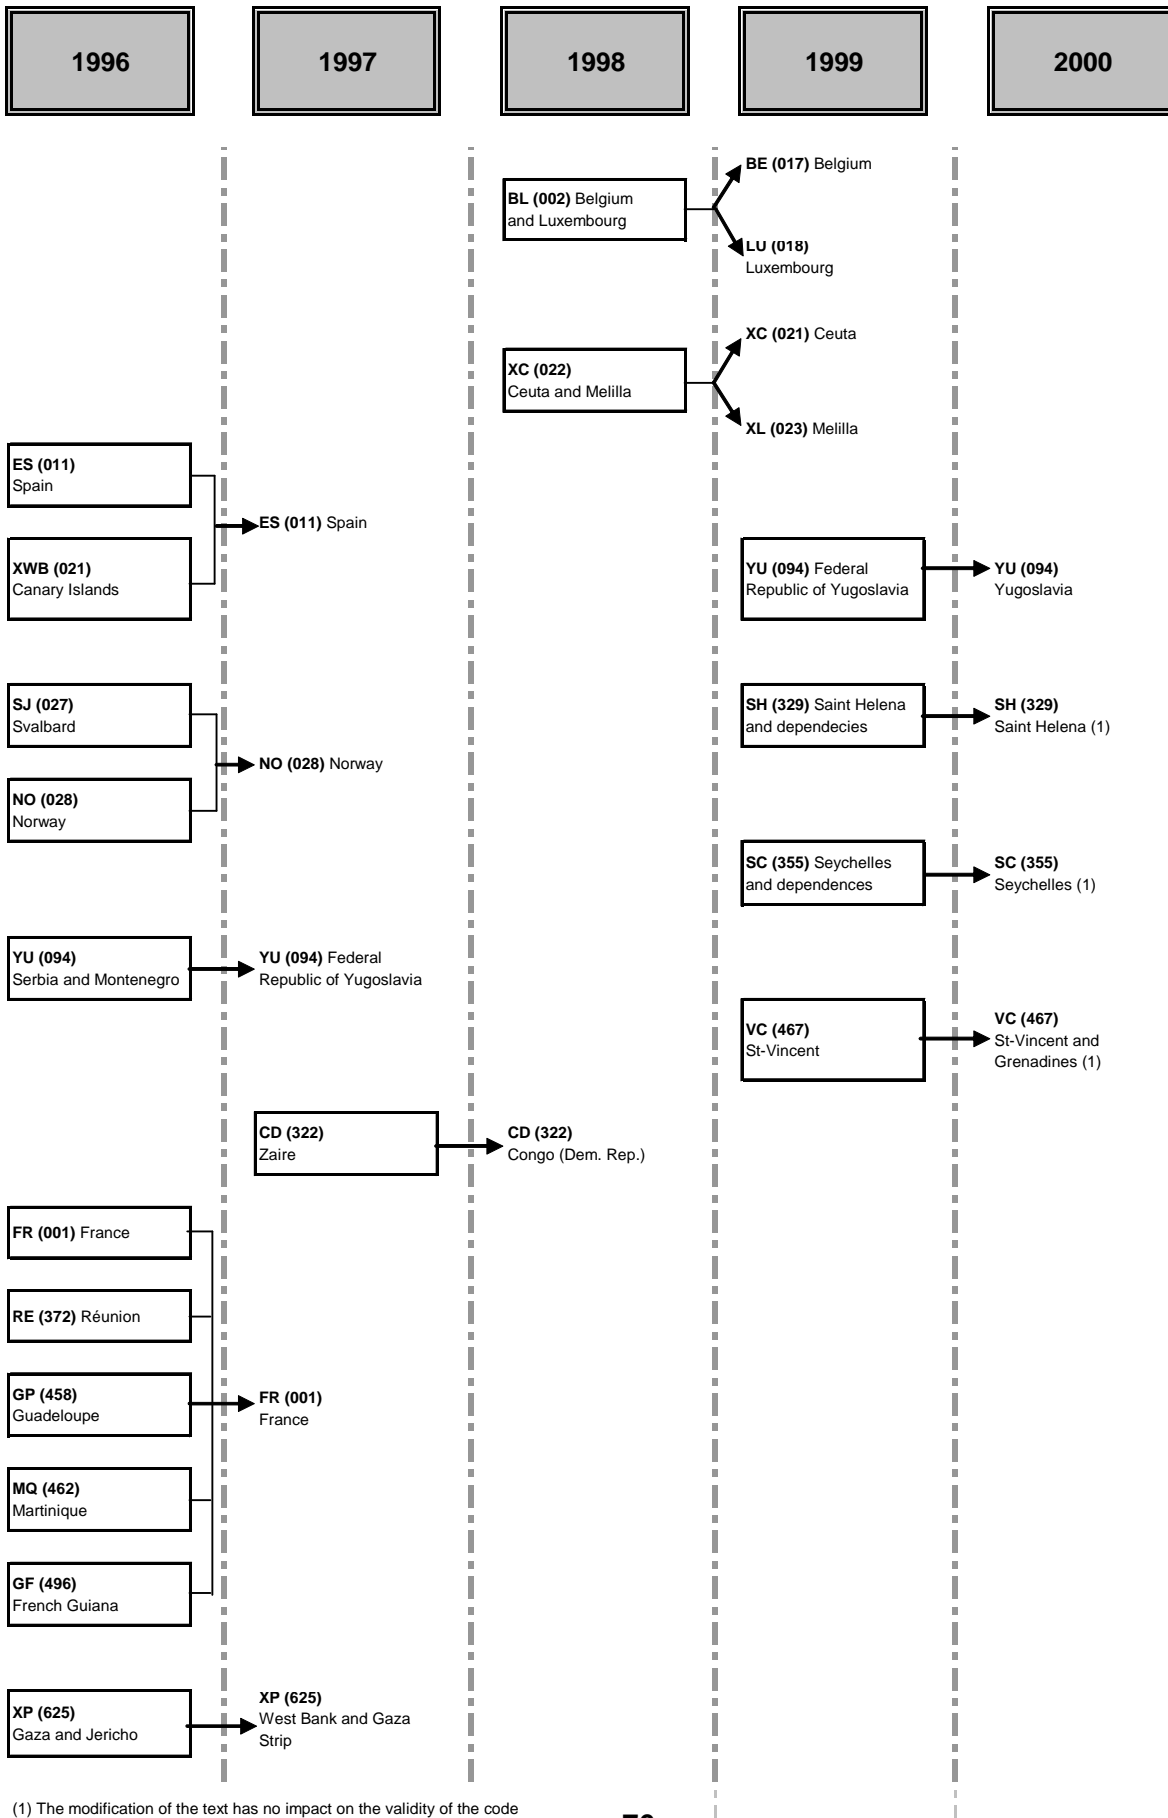 1996
1997
1998
1999
2000
BL (002) Belgium
and Luxembourg
BE (017) Belgium
LU (018)
Luxembourg
XC (022)
Ceuta and Melilla
XC (021) Ceuta
XL (023) Melilla
ES (011)
Spain
XWB (021)
Canary Islands
ES (011) Spain
YU (094) Federal
Republic of Yugoslavia
YU (094)
Yugoslavia
SJ (027)
Svalbard
NO (028)
Norway
NO (028) Norway
SH (329) Saint Helena
and dependecies
SH (329)
Saint Helena (1)
SC (355) Seychelles
and dependences
SC (355)
Seychelles (1)
YU (094)
Serbia and Montenegro
YU (094) Federal
Republic of Yugoslavia
VC (467)
St-Vincent
VC (467)
St-Vincent and
Grenadines (1)
CD (322)
Zaire
CD (322)
Congo (Dem. Rep.)
FR (001) France
RE (372) Réunion
GP (458)
Guadeloupe
MQ (462)
Martinique
GF (496)
French Guiana
FR (001)
France
XP (625)
Gaza and Jericho
XP (625)
West Bank and Gaza
Strip
(1) The modification of the text has no impact on the validity of the code